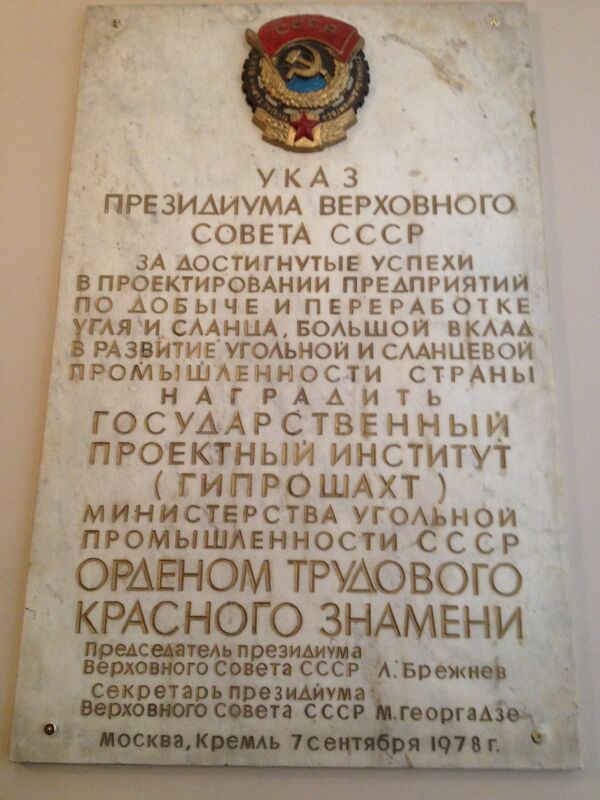 СССР
УКАЗ
ПРЕЗИДИУМА ВЕРХОВНОГО
СОВЕТА СССР
ЗА ДОСТИГНУТЫЕ УСПЕХИ
В ПРОЕКТИРОВАНИИ ПРЕДПРИЯТИЙ
ПО ДОБЫЧЕ И ПЕРЕРАБОТКЕ
УГЛЯ И СЛАНЦА, БОЛЬШОЙ ВКЛАД
В РАЗВИТИЕ УГОЛЬНОЙ И СЛАНЦЕВОЙ
ПРОМЫШЛЕННОСТИ СТРАНЫ
НАГРАДИТЬ
ГОСУДАРСТВЕННЫЙ
ПРОЕКТНЫЙ ИНСТИТУТ
(ГИПРОШАХТ)
МИНИСТЕРСТВА УГОЛЬНОЙ
ПРОМЫШЛЕННОСТИ СССР
ОРДЕНОМ ТРУДОВОГО
КРАСНОГО ЗНАМЕНИ
Председатель президиума
Верховного Совета СССР Л. Брежнев
Секретарь президиума
Верховного Совета СССР М. Георгадзе
Москва, Кремль 7 сентября 1978 г.